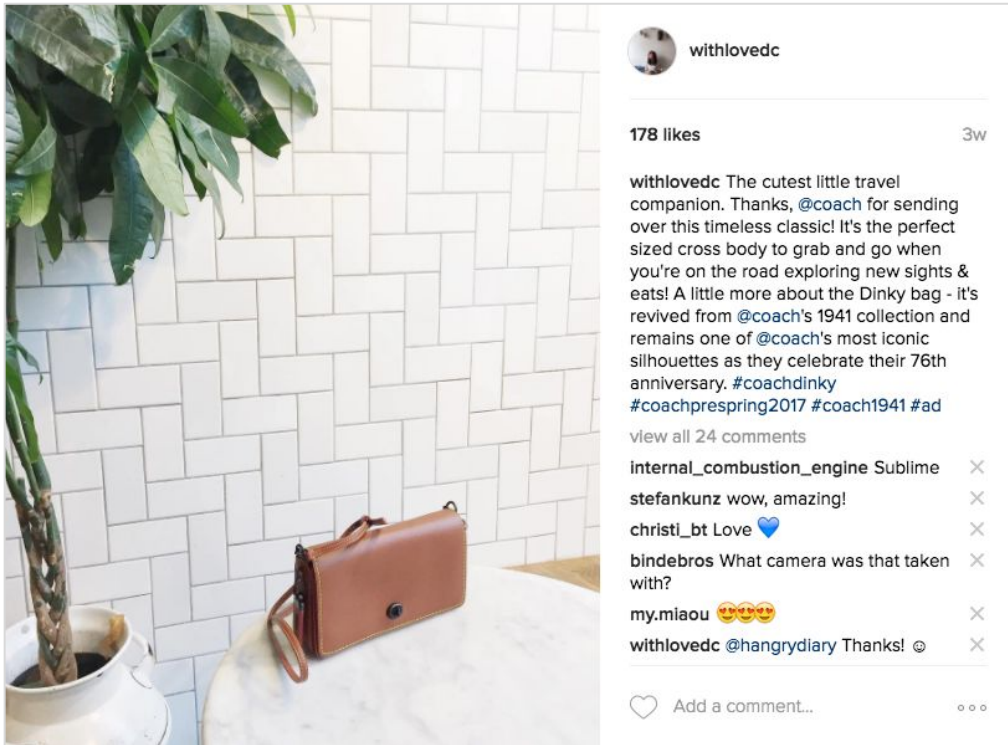 withlovedc
178 likes 3w
withlovedc The cutest little travel
companion. Thanks, @coach for sending
over this timeless classic! It's the perfect
sized cross body to grab and go when
you're on the road exploring new sights &
eats! A little more about the Dinky bag - it's
revived from @coach's 1941 collection and
remains one of @coach's most iconic
silhouettes as they celebrate their 76th
anniversary. #coachdinky
#coachprespring2017 #coach1941 #ad
view all 24 comments
internal_combustion_engine Sublime
stefankunz wow, amazing!
christi_bt Love 💙
bindebros What camera was that taken
with?
my.miaou 😍😍😍
withlovedc @hangrydiary Thanks! ☺
Add a comment...